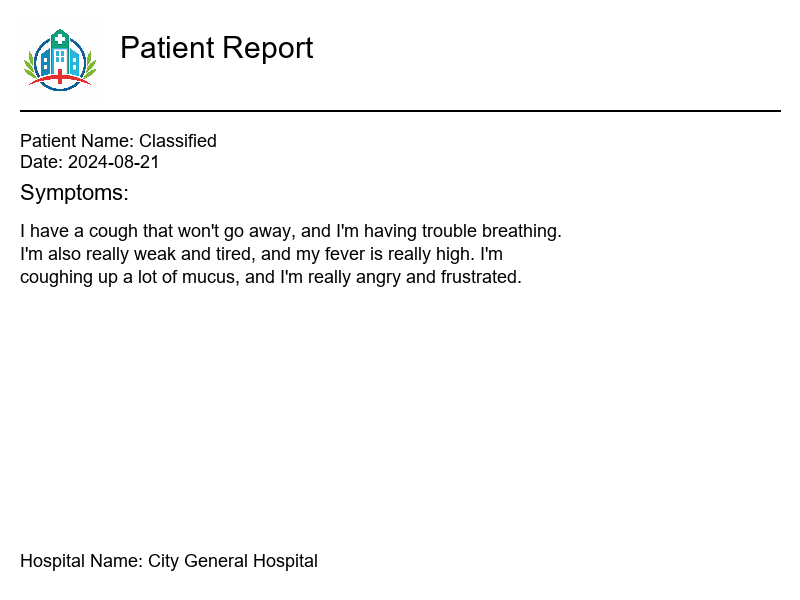 Patient Report
Patient Name: Classified
Date: 2024-08-21
Symptoms:
I have a cough that won't go away, and I'm having trouble breathing.
I'm also really weak and tired, and my fever is really high. I'm
coughing up a lot of mucus, and I'm really angry and frustrated.
Hospital Name: City General Hospital